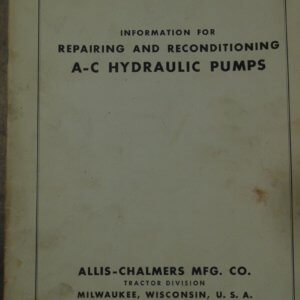 INFORMATION FOR
REPAIRING AND RECONDITIONING
A-C HYDRAULIC PUMPS
ALLIS-CHALMERS MFG. CO.
TRACTOR DIVISION
MILWAUKEE, WISCONSIN, U. S. A.